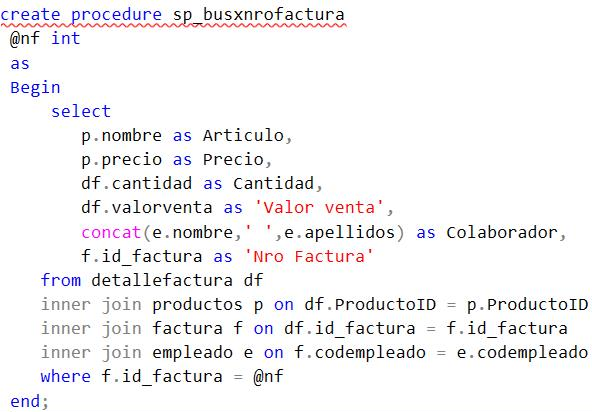 create procedure sp_busxnrofactura
@nf int
as
Begin
select
p.nombre as Articulo,
p.precio as Precio,
df.cantidad as Cantidad,
df.valorventa as 'Valor venta',
concat(e.nombre,' ',e.apellidos) as Colaborador,
f.id_factura as 'Nro Factura'
from detallefactura df
inner join productos p on df.ProductoID = p.ProductoID
inner join factura f on df.id_factura = f.id_factura
inner join empleado e on f.codempleado = e.codempleado
where f.id_factura = @nf
end;